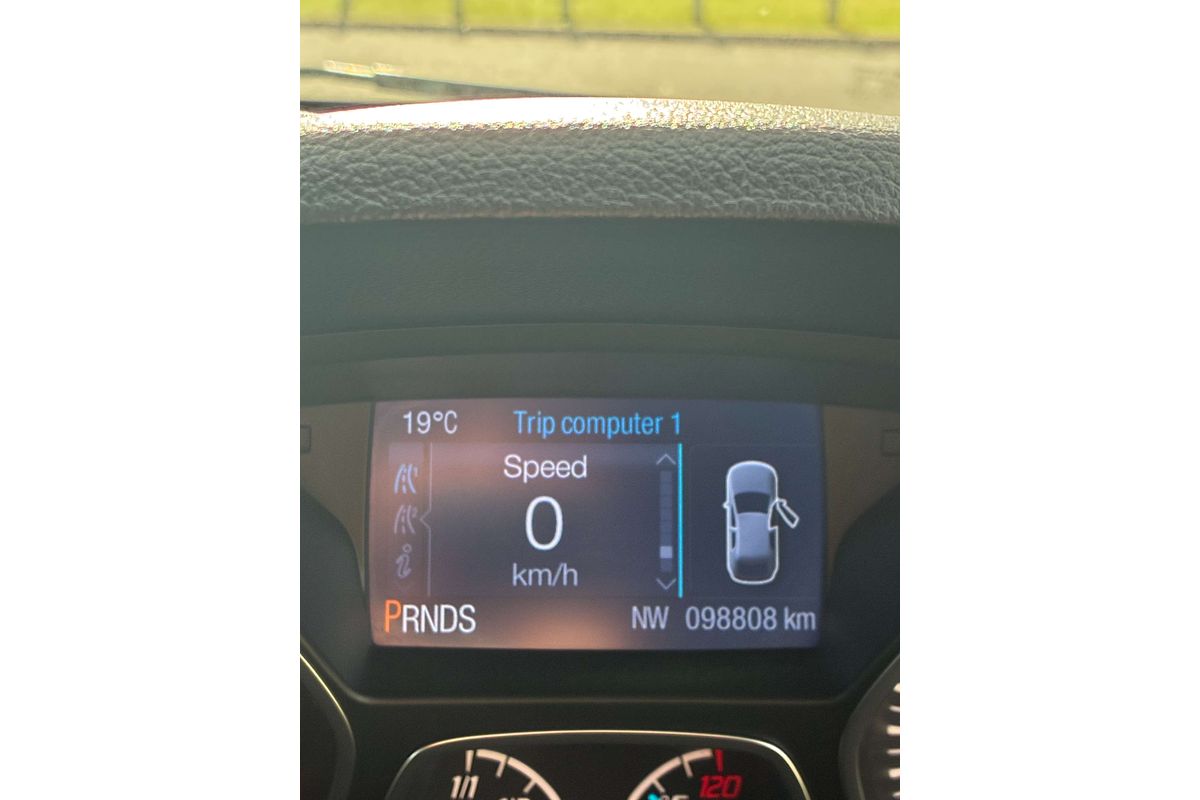 19°C Trip computer 1
Speed
0
km/h
PRNDS NW 098808 km
1/1
120